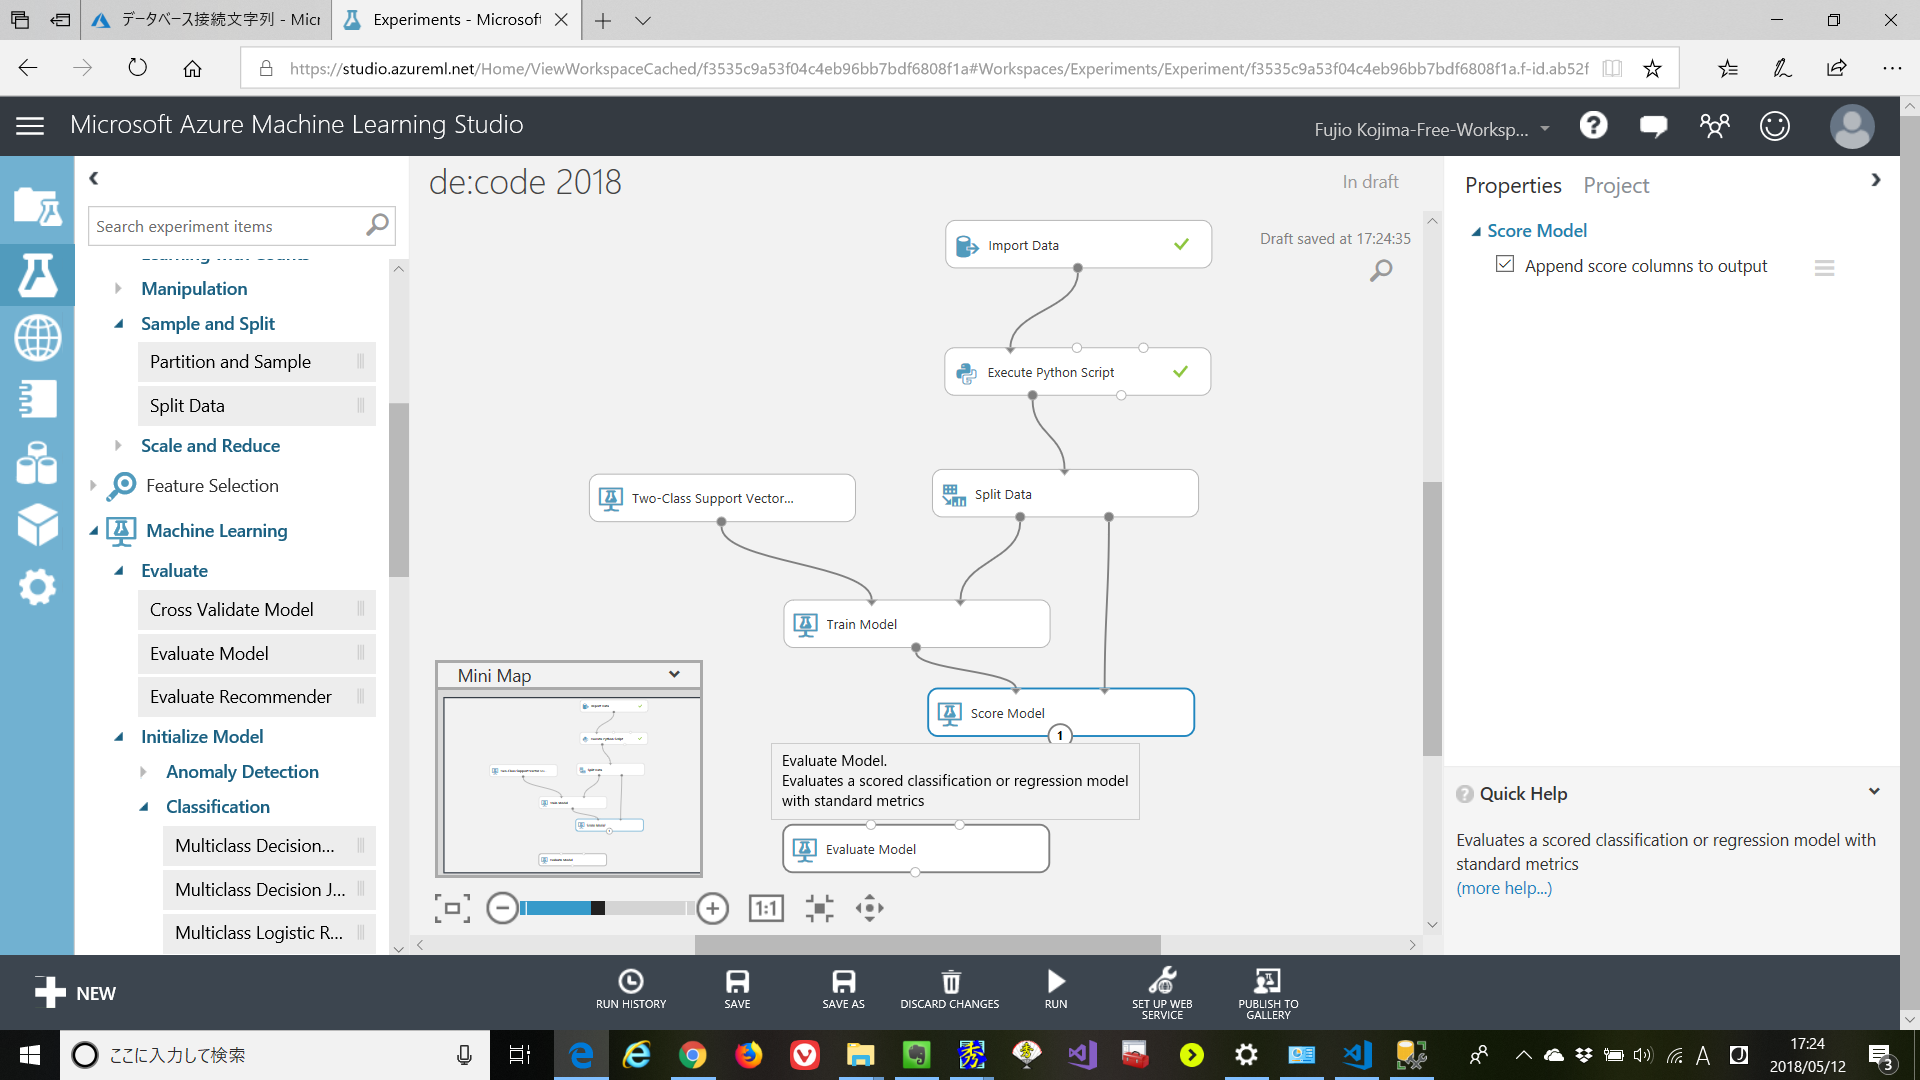 データベース接続文字列 - Micr
Experiments - Microsoft
https://studio.azureml.net/Home/ViewWorkspaceCached/f3535c9a53f04c4eb96bb7bdf6808f1a#Workspaces/Experiments/Experiment/f3535c9a53f04c4eb96bb7bdf6808f1a.f-id.ab52f
Microsoft Azure Machine Learning Studio
Fujio Kojima-Free-Worksp...
Search experiment items
Learning with Counts
Manipulation
Sample and Split
Partition and Sample
Split Data
Scale and Reduce
Feature Selection
Machine Learning
Evaluate
Cross Validate Model
Evaluate Model
Evaluate Recommender
Initialize Model
Anomaly Detection
Classification
Multiclass Decision...
Multiclass Decision J...
Multiclass Logistic R...
de:code 2018
In draft
Draft saved at 17:24:35
Import Data
Execute Python Script
Split Data
Two-Class Support Vector...
Train Model
Score Model
1
Evaluate Model.
Evaluates a scored classification or regression model
with standard metrics
Evaluate Model
Mini Map
1:1
Properties
Project
Score Model
Append score columns to output
Quick Help
Evaluates a scored classification or regression model with
standard metrics
(more help...)
NEW
RUN HISTORY
SAVE
SAVE AS
DISCARD CHANGES
RUN
SET UP WEB
SERVICE
PUBLISH TO
GALLERY
ここに入力して検索
A
17:24
2018/05/12
3